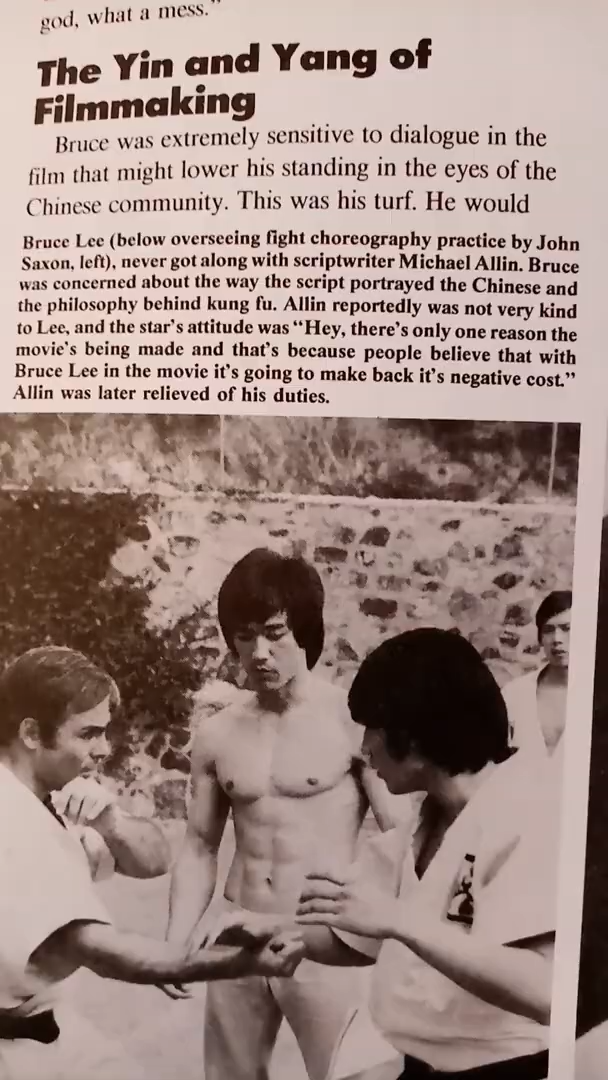 god, what a mess."
The Yin and Yang of
Filmmaking
Bruce was extremely sensitive to dialogue in the
film that might lower his standing in the eyes of the
Chinese community. This was his turf. He would
Bruce Lee (below overseeing fight choreography practice by John
Saxon, left), never got along with scriptwriter Michael Allin. Bruce
was concerned about the way the script portrayed the Chinese and
the philosophy behind kung fu. Allin reportedly was not very kind
to Lee, and the star's attitude was "Hey, there's only one reason the
movie's being made and that's because people believe that with
Bruce Lee in the movie it's going to make back it's negative cost."
Allin was later relieved of his duties.